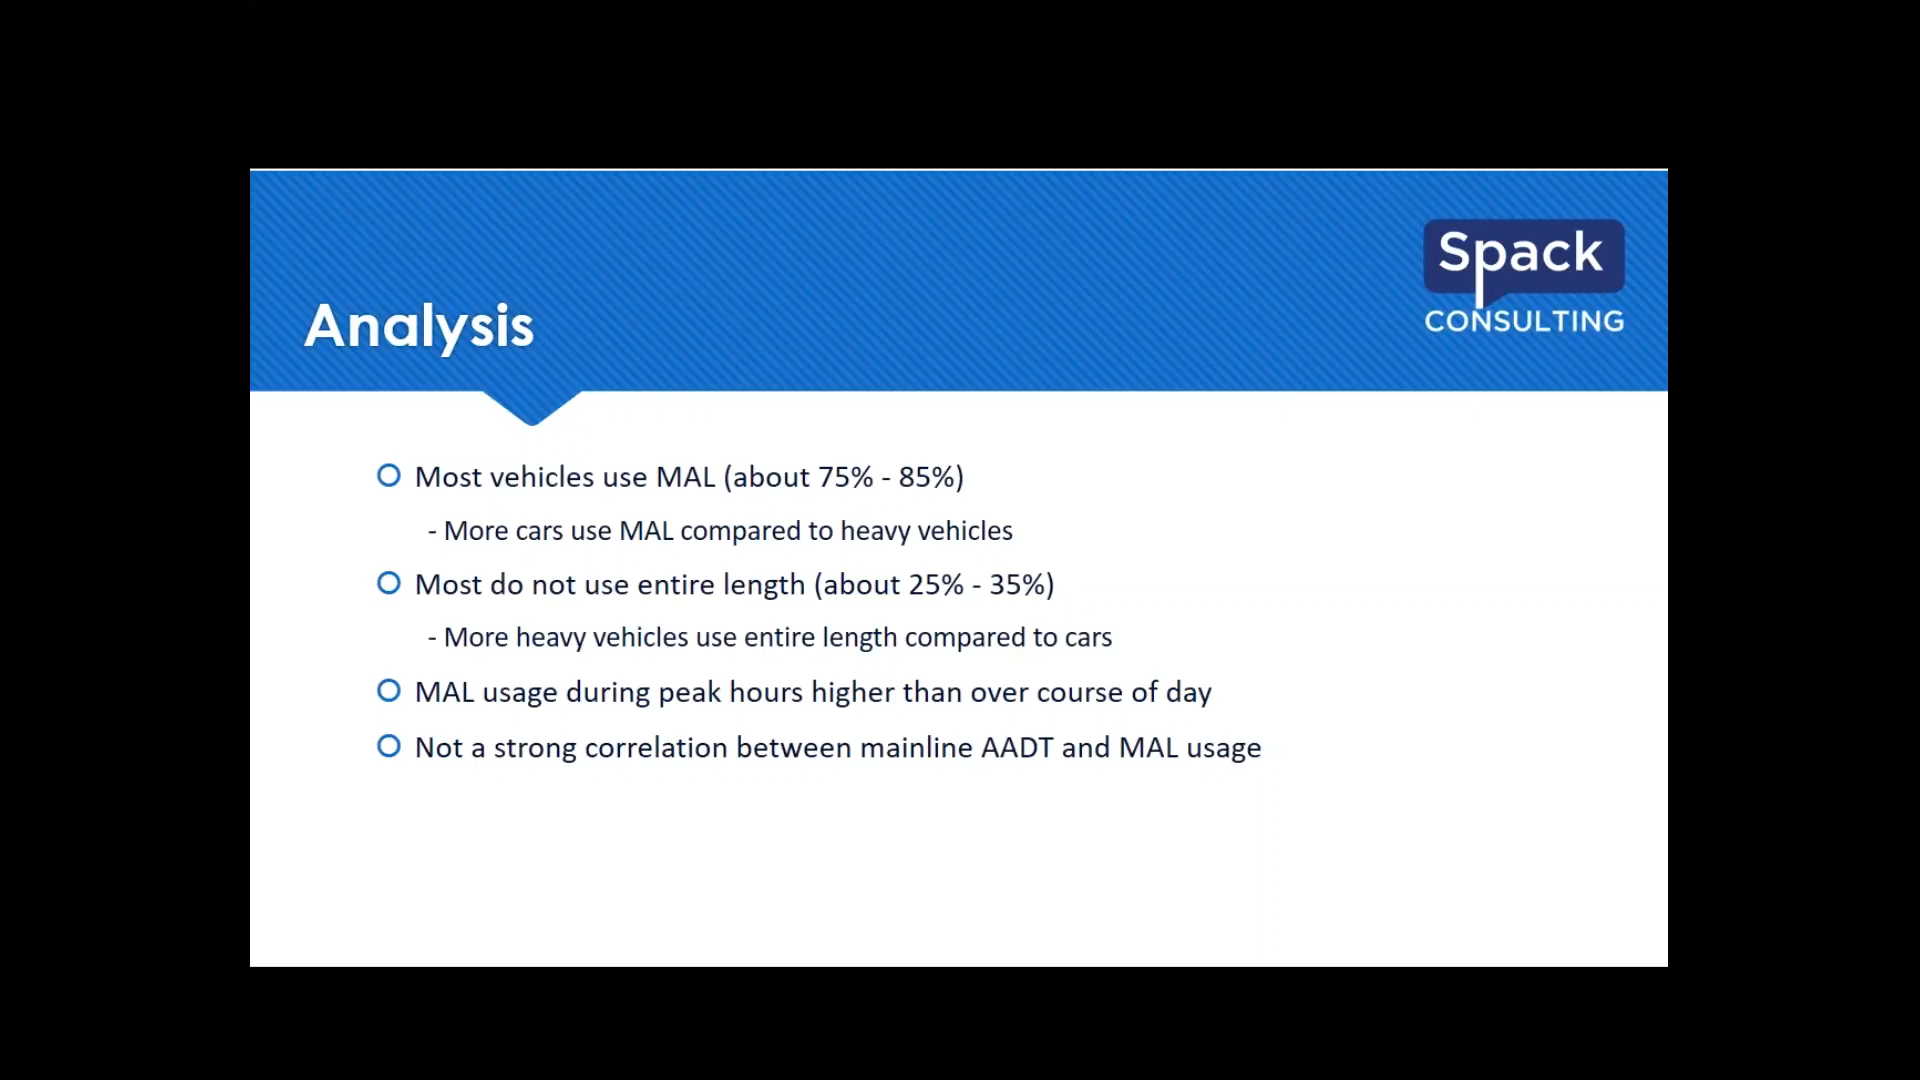 Spack
CONSULTING
Analysis
Most vehicles use MAL (about 75% - 85%)
- More cars use MAL compared to heavy vehicles
Most do not use entire length (about 25% - 35%)
- More heavy vehicles use entire length compared to cars
MAL usage during peak hours higher than over course of day
Not a strong correlation between mainline AADT and MAL usage